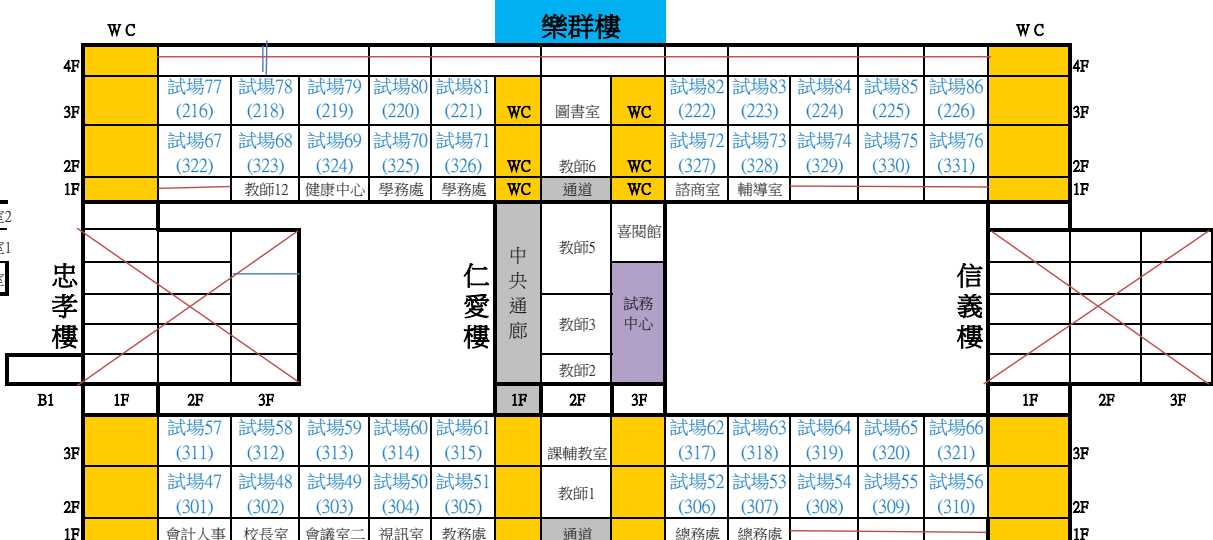 樂群樓
WC WC
4F 4F
試場77 試場78 試場79 試場80 試場81 試場82 試場83 試場84 試場85 試場86
3F (216) (218) (219) (220) (221) WC 圖書室 WC (222) (223) (224) (225) (226) 3F
試場67 試場68 試場69 試場70 試場71 試場72 試場73 試場74 試場75 試場76
2F (322) (323) (324) (325) (326) WC 教師6 WC (327) (328) (329) (330) (331) 2F
1F 教師12 健康中心 學務處 學務處 WC 通道 WC 諮商室 輔導室 1F
室2
室1
忠孝樓
仁愛樓
中央通廊
教師5
教師3
教師2
喜閱館
試務
中心
信義樓
B1 1F 2F 3F 1F 2F 3F 1F 2F 3F
試場57 試場58 試場59 試場60 試場61 試場62 試場63 試場64 試場65 試場66
3F (311) (312) (313) (314) (315) 課輔教室 (317) (318) (319) (320) (321) 3F
試場47 試場48 試場49 試場50 試場51 試場52 試場53 試場54 試場55 試場56
2F (301) (302) (303) (304) (305) 教師1 (306) (307) (308) (309) (310) 2F
1F 會計人事 校長室 會議室二 視訊室 教務處 通道 總務處 總務處 1F